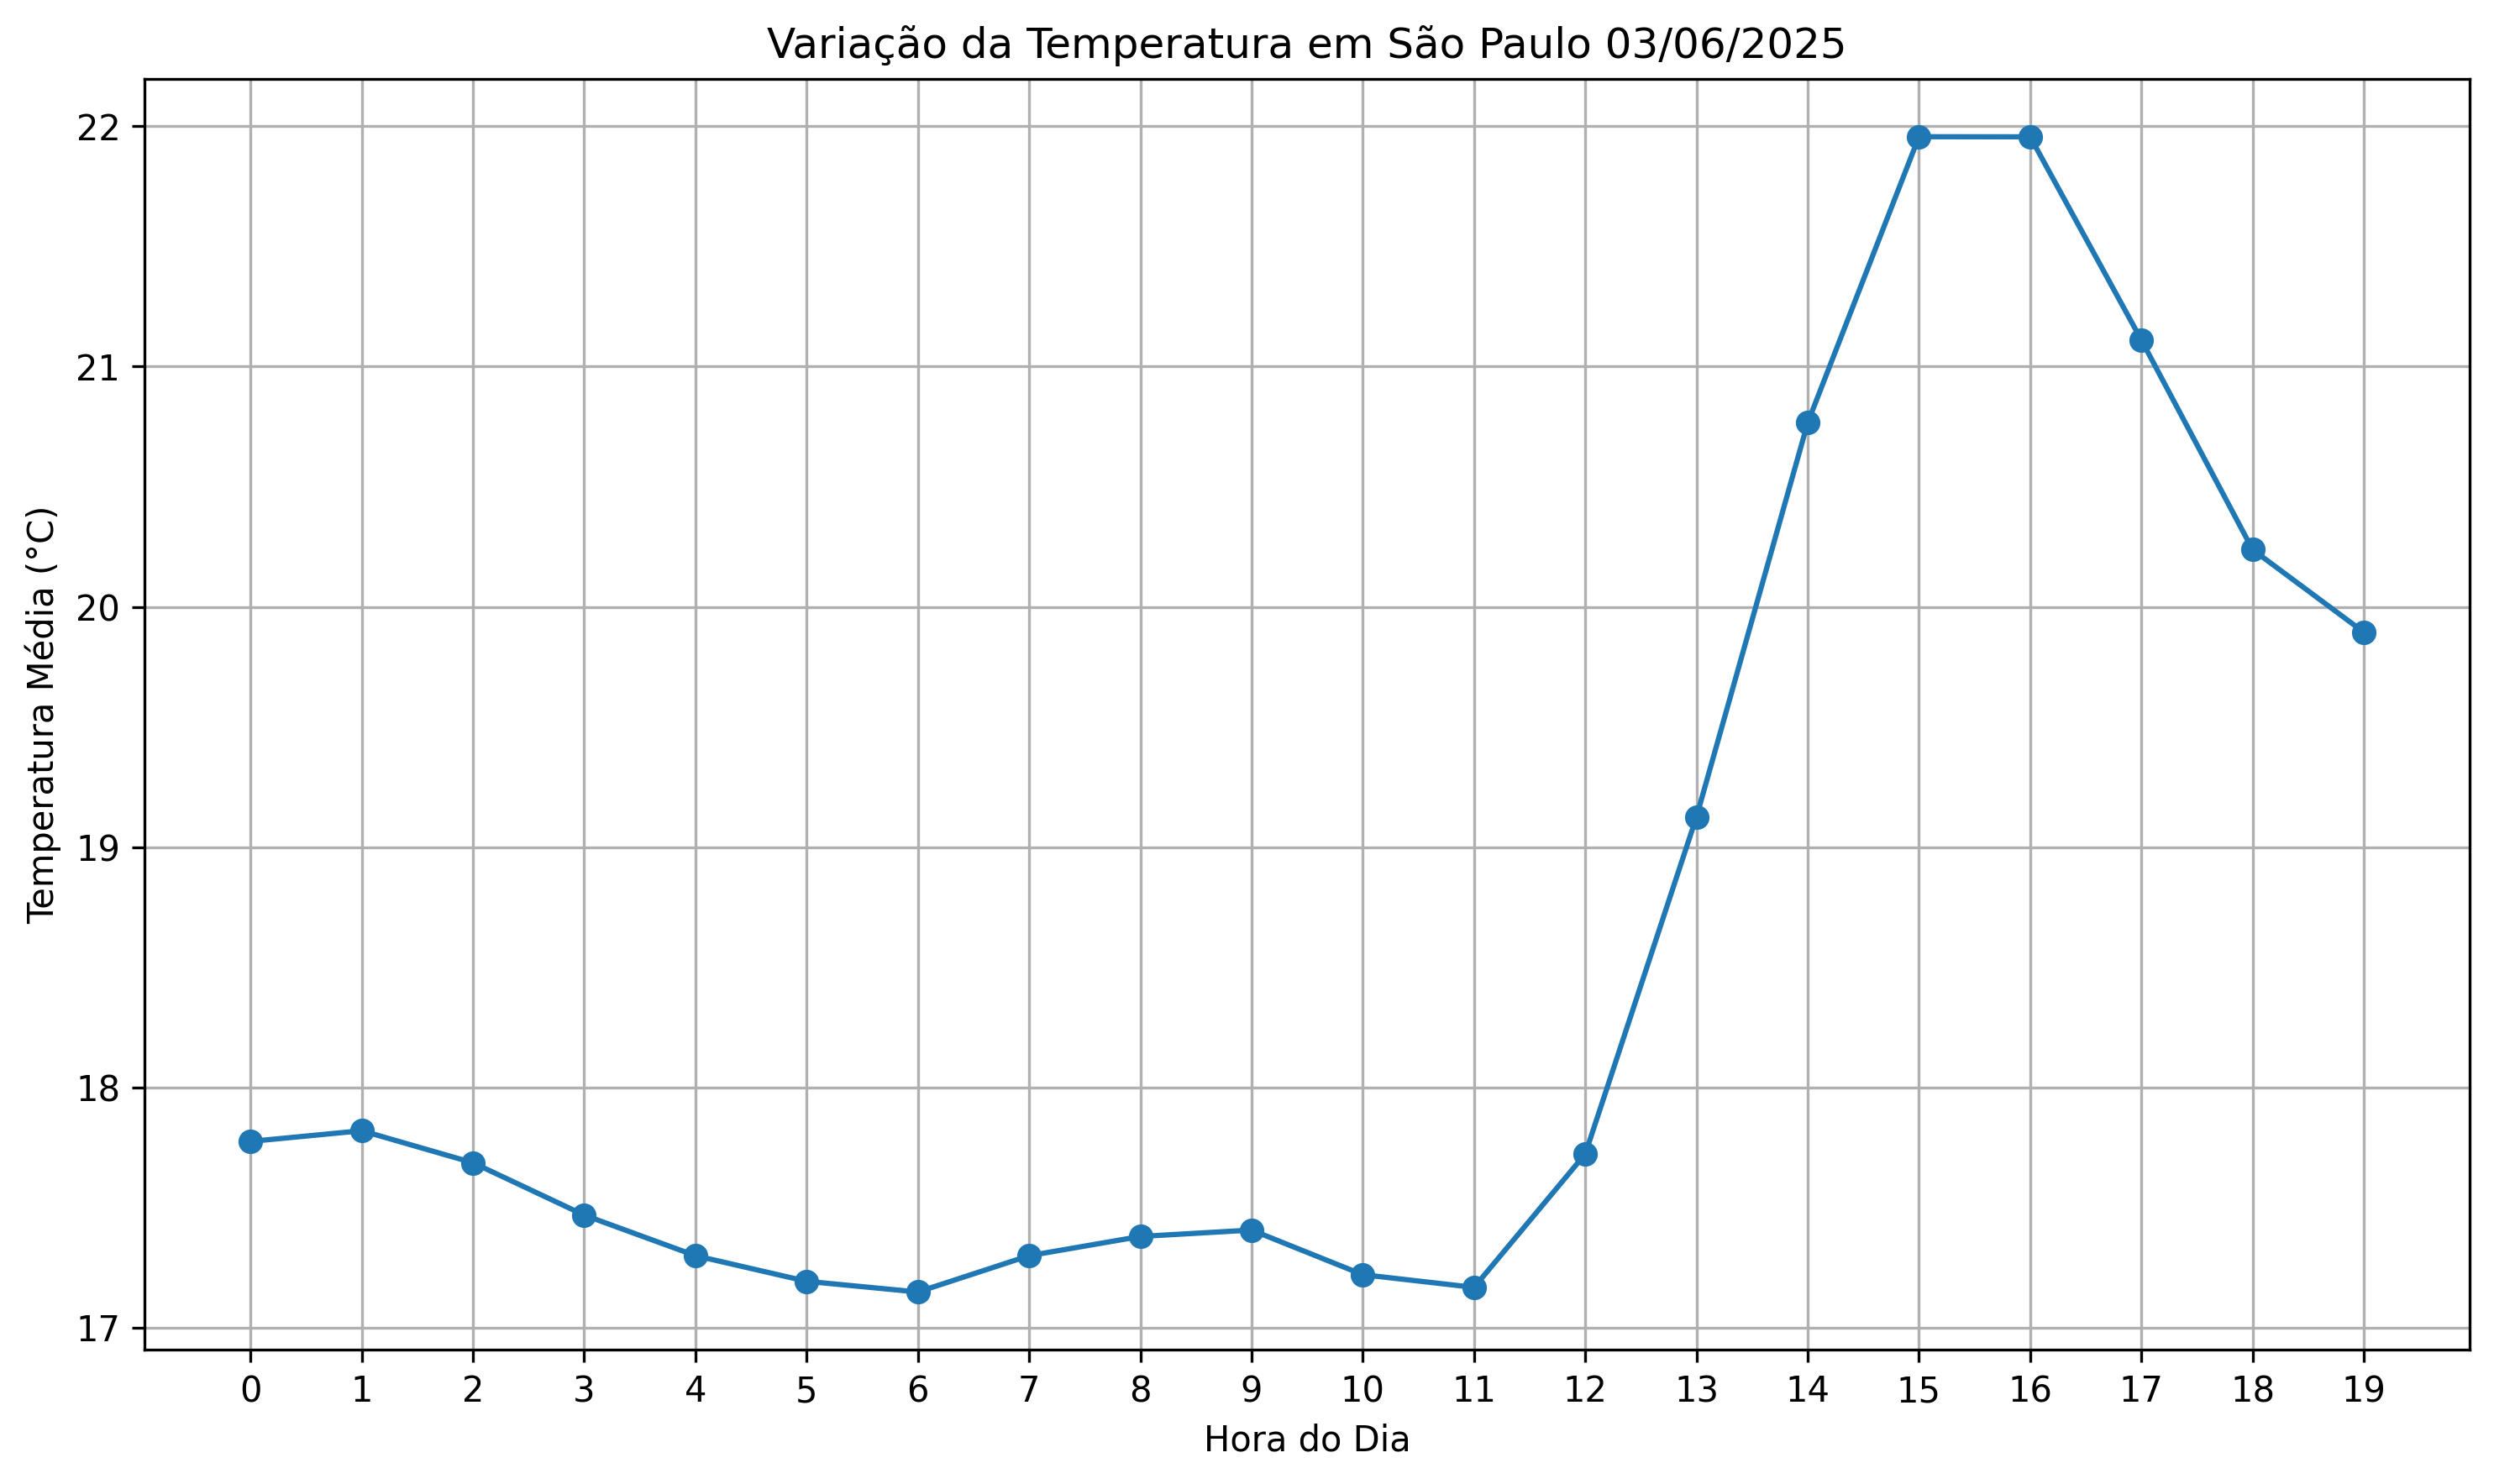 Variação da Temperatura em São Paulo 03/06/2025
Temperatura Média (°C)
22
21
20
19
18
17
0 1 2 3 4 5 6 7 8 9 10 11 12 13 14 15 16 17 18 19
Hora do Dia